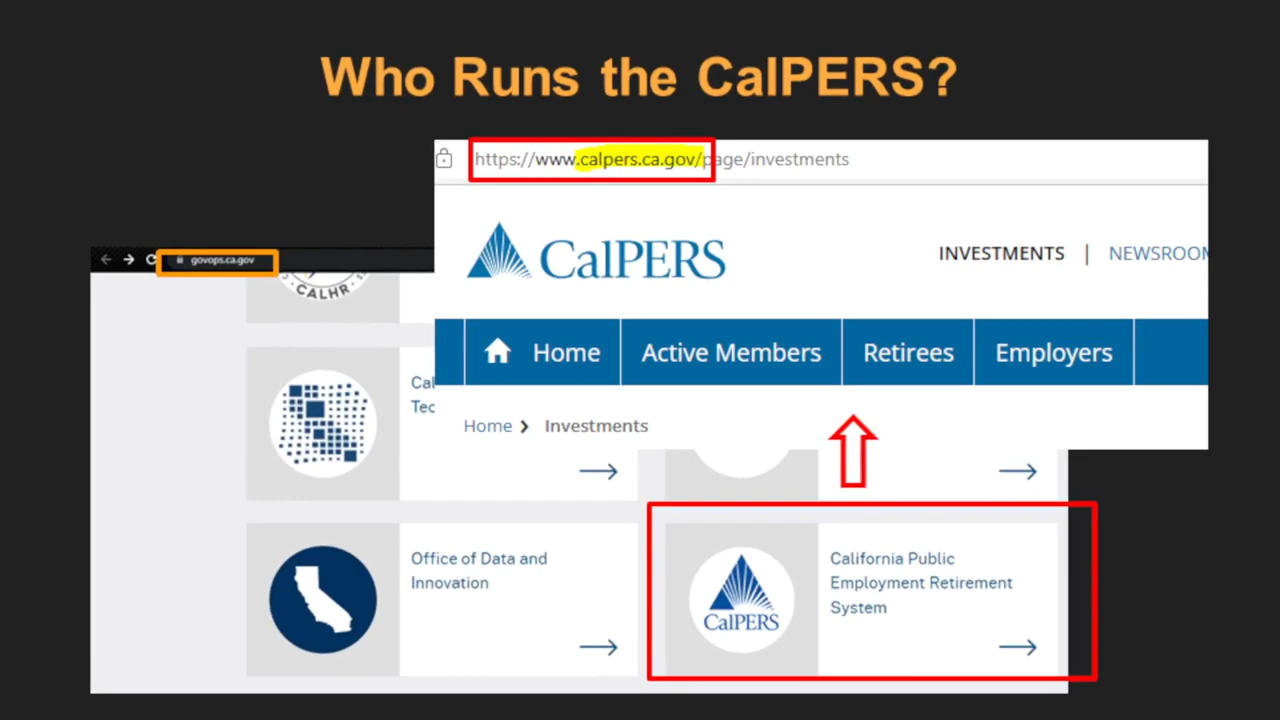 Who Runs the CalPERS?
https://www.calpers.ca.gov/page/investments
CalPERS
INVESTMENTS | NEWSROOM
govops.ca.gov
CALHR
Home
Active Members
Retirees
Employers
Cal
Tec
Home > Investments
Office of Data and
Innovation
CalPERS
California Public
Employment Retirement
System